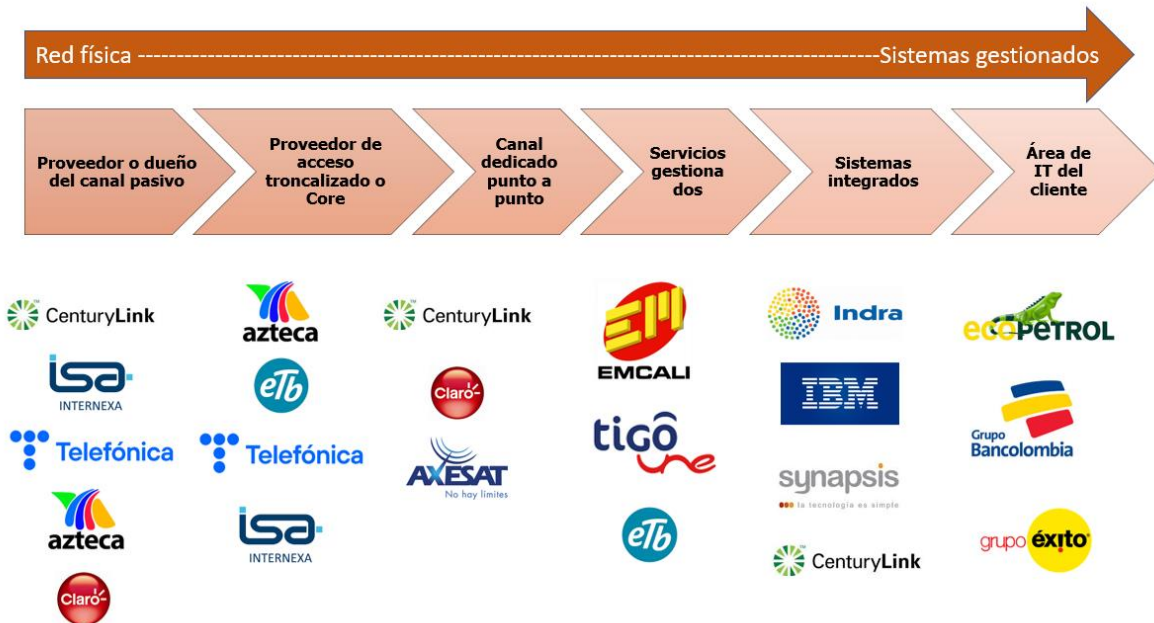 Red física -----------------------------------------------------------------------------------Sistemas gestionados
Proveedor o dueño
del canal pasivo
Proveedor de
acceso
troncalizado o
Core
Canal
dedicado
punto a
punto
Servicios
gestiona
dos
Sistemas
integrados
Área de
IT del
cliente
CenturyLink
isa
INTERNEXA
Telefónica
azteca
Claro
azteca
eTb
Telefónica
isa
INTERNEXA
CenturyLink
Claro
AXESAT
No hay límites
EM
EMCALI
tigo
une
eTb
Indra
IBM
synapsis
la tecnología es simple
CenturyLink
ecoPETROL
Grupo
Bancolombia
grupo éxito